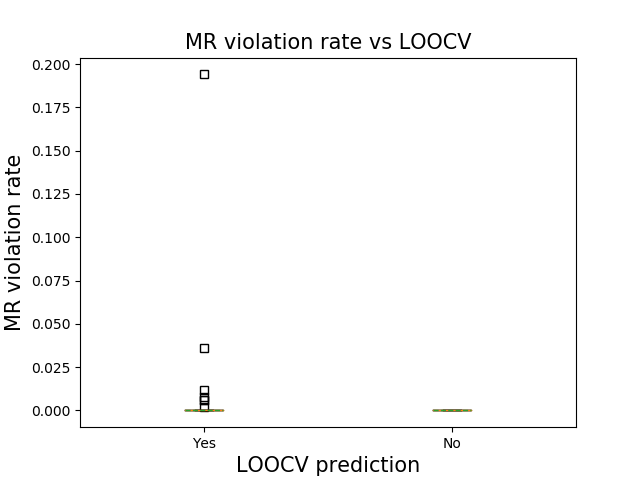 MR violation rate vs LOOCV
0.200
0.175
0.150
0.125
0.100
0.075
0.050
0.025
0.000
MR violation rate
Yes
No
LOOCV prediction